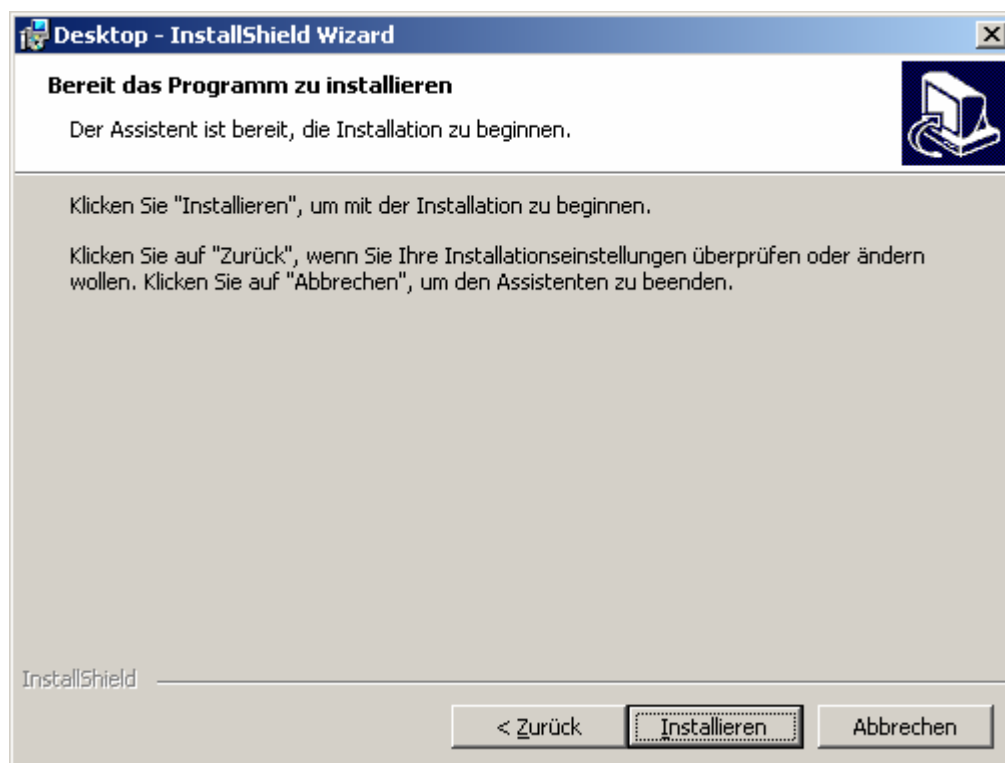 Desktop - InstallShield Wizard
Bereit das Programm zu installieren
Der Assistent ist bereit, die Installation zu beginnen.
Klicken Sie "Installieren", um mit der Installation zu beginnen.
Klicken Sie auf "Zurück", wenn Sie Ihre Installationseinstellungen überprüfen oder ändern
wollen. Klicken Sie auf "Abbrechen", um den Assistenten zu beenden.
InstallShield
< Zurück Installieren Abbrechen